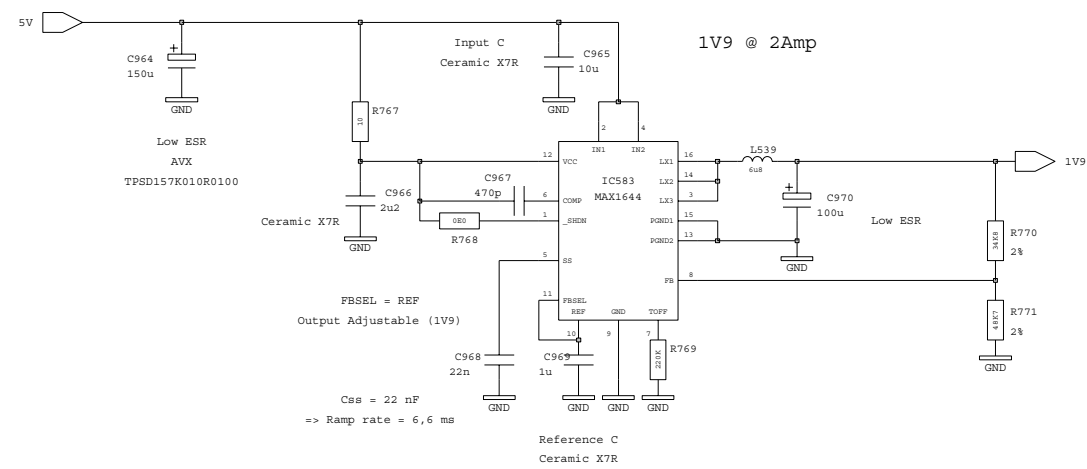 5V
C964
150u
+
GND
Low ESR
AVX
TPSD157K010R0100
Input C
Ceramic X7R
C965
10u
GND
1V9 @ 2Amp
R767
10
Ceramic X7R
C966
2u2
GND
C967
470p
0E0
R768
2
4
IN1
IN2
12
VCC
6
COMP
1
_SHDN
5
SS
11
FBSEL
REF
GND
TOFF
10
9
7
IC583
MAX1644
LX1
16
LX2
14
LX3
3
PGND1
15
PGND2
13
FB
8
L539
6u8
+
C970
100u
Low ESR
GND
1V9
34K8
R770
2%
48K7
R771
2%
GND
FBSEL = REF
Output Adjustable (1V9)
C968
22n
GND
C969
1u
GND
GND
220K
R769
GND
Css = 22 nF
=> Ramp rate = 6,6 ms
Reference C
Ceramic X7R